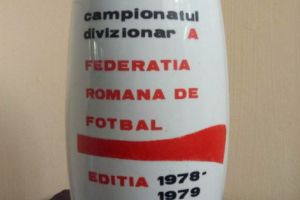 campionatul
divizionar A
FEDERATIA
ROMANA DE
FOTBAL
EDITIA 1978-
1979